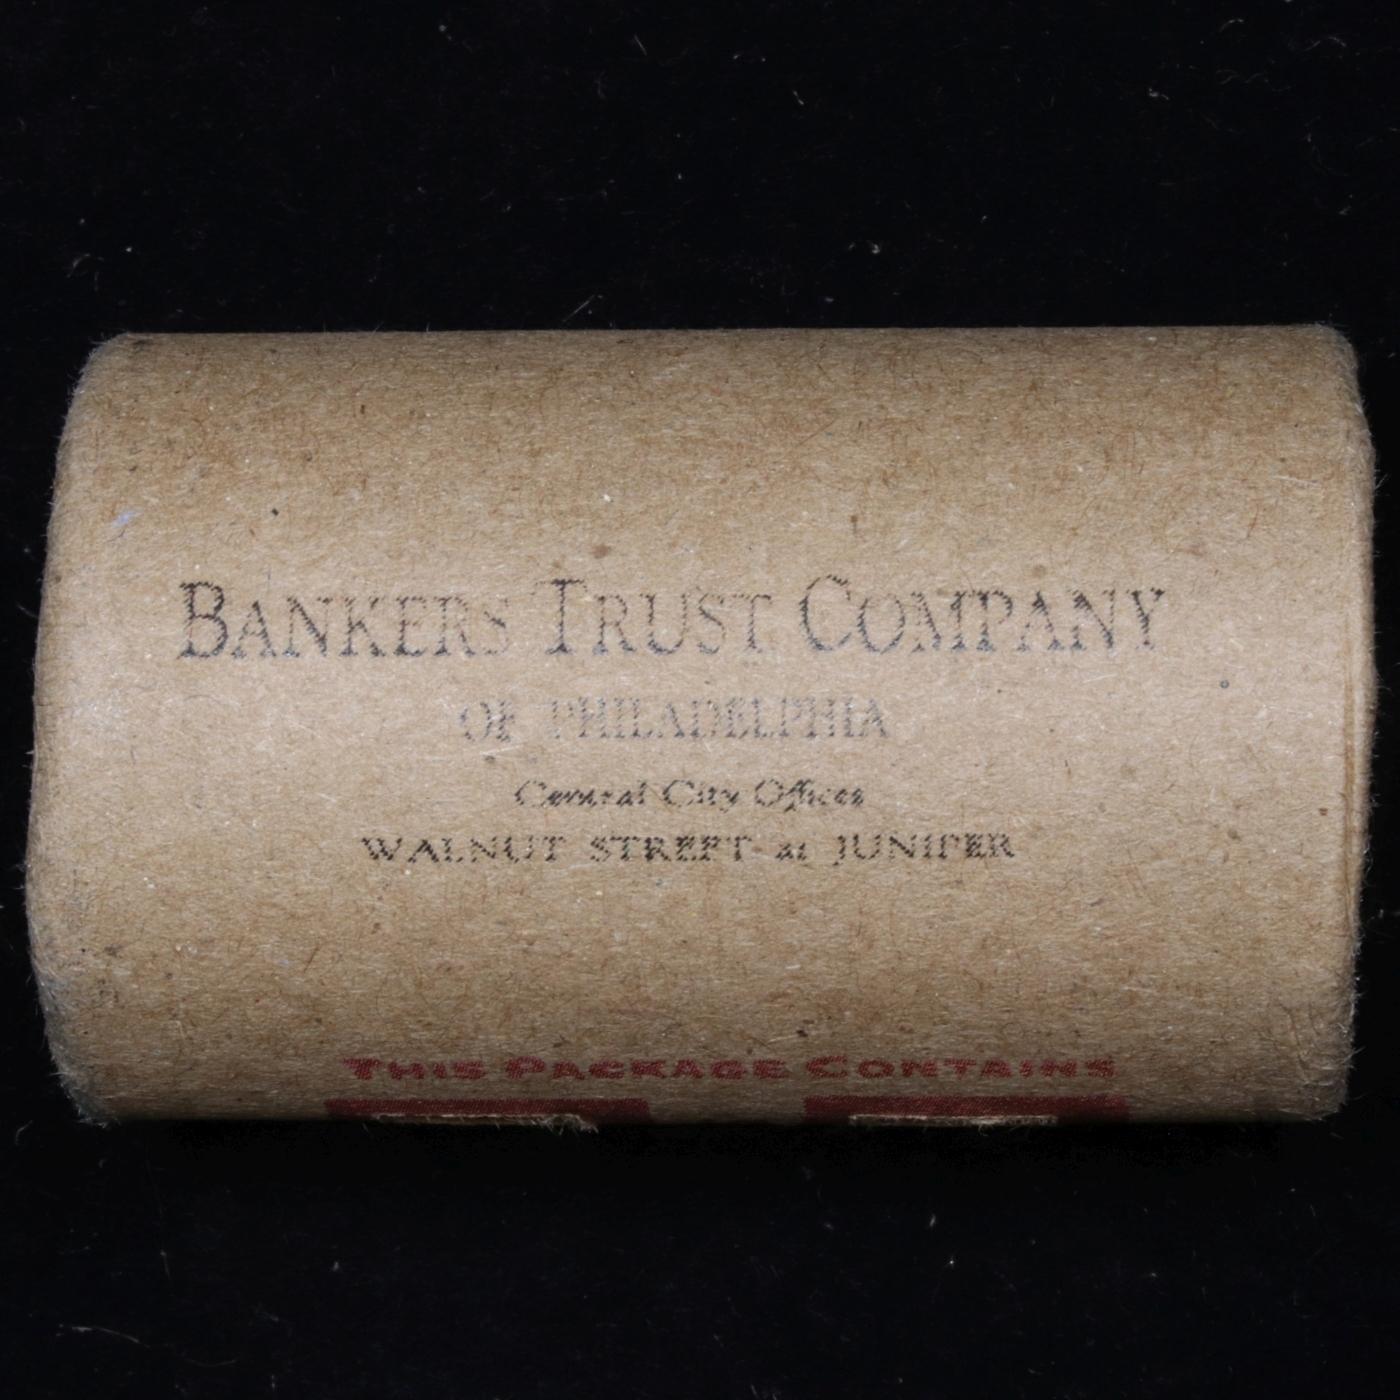 BANKERS TRUST COMPANY
OF PHILADELPHIA
Central City Offices
WALNUT STREET at JUNIPER
THIS PACKAGE CONTAINS